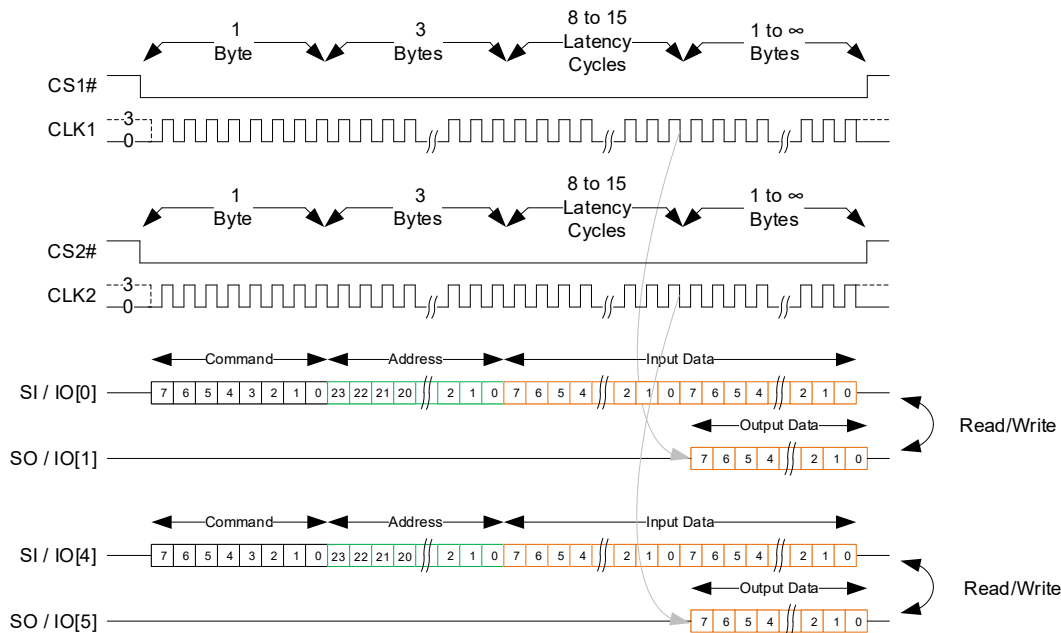 1 Byte
3 Bytes
8 to 15 Latency Cycles
1 to ∞ Bytes
CS1#
CLK1
3
0
1 Byte
3 Bytes
8 to 15 Latency Cycles
1 to ∞ Bytes
CS2#
CLK2
3
0
Command Address Input Data
SI / IO[0] 7 6 5 4 3 2 1 0 23 22 21 20 2 1 0 7 6 5 4 2 1 0 7 6 5 4 2 1 0
Output Data
Read/Write
SO / IO[1] 7 6 5 4 2 1 0
Command Address Input Data
SI / IO[4] 7 6 5 4 3 2 1 0 23 22 21 20 2 1 0 7 6 5 4 2 1 0 7 6 5 4 2 1 0
Output Data
Read/Write
SO / IO[5] 7 6 5 4 2 1 0